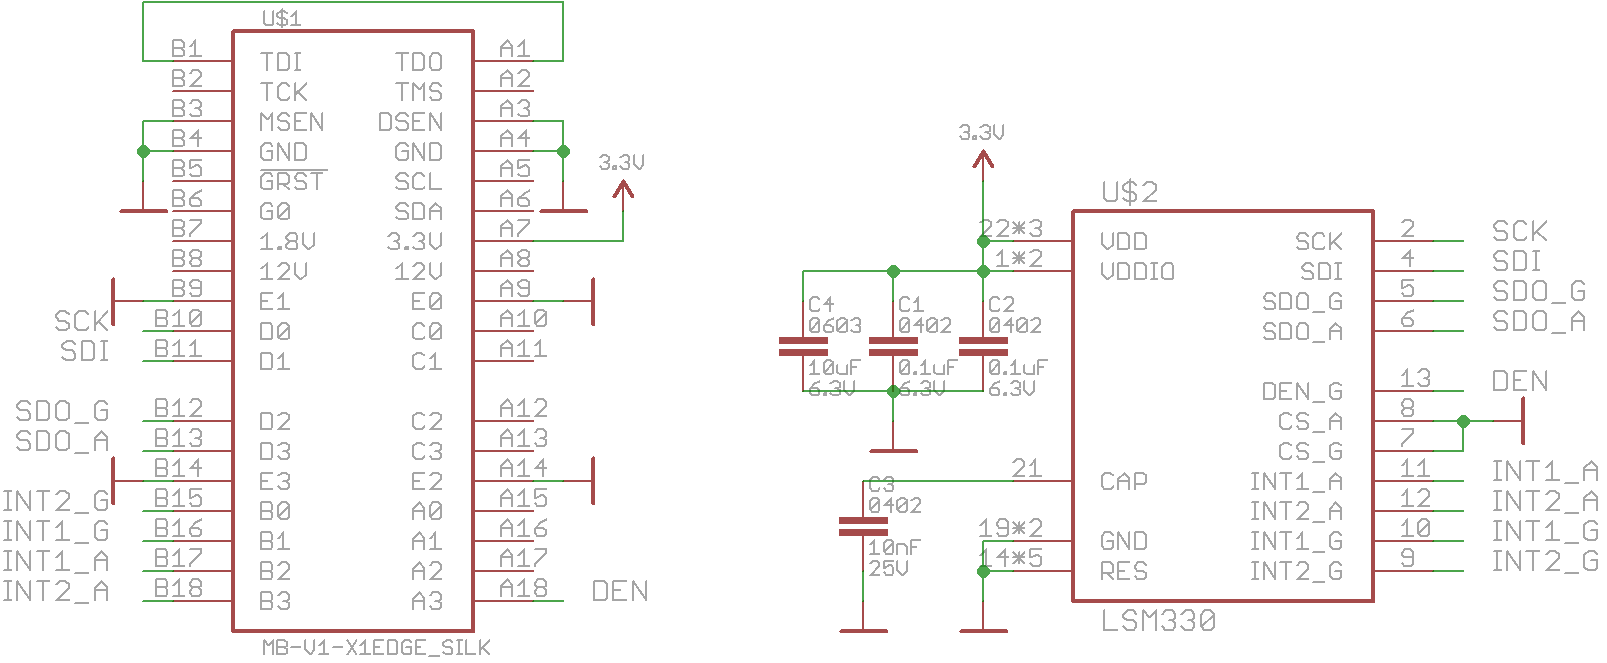 U$1
B1 TDI TDO A1
B2 TCK TMS A2
B3 MSEN DSEN A3
B4 GND GND A4
B5 GRST SCL A5
B6 G0 SDA A6
B7 1.8V 3.3V A7
B8 12V 12V A8
B9 E1 E0 A9
SCK B10 D0 C0 A10
SDI B11 D1 C1 A11
SDO_G B12 D2 C2 A12
SDO_A B13 D3 C3 A13
B14 E3 E2 A14
INT2_G B15 B0 A0 A15
INT1_G B16 B1 A1 A16
INT1_A B17 B2 A2 A17
INT2_A B18 B3 A3 A18 DEN
MB-V1-X1EDGE_SILK
3.3V
3.3V
C4
0603
10uF
6.3V
C1
0402
0.1uF
6.3V
C2
0402
0.1uF
6.3V
C3
0402
10nF
25V
U$2
22*3 VDD SCK 2 SCK
1*2 VDDIO SDI 4 SDI
SDO_G 5 SDO_G
SDO_A 6 SDO_A
DEN_G 13 DEN
CS_A 8
CS_G 7
21 CAP INT1_A 11 INT1_A
INT2_A 12 INT2_A
19*2 GND INT1_G 10 INT1_G
14*5 RES INT2_G 9 INT2_G
LSM330